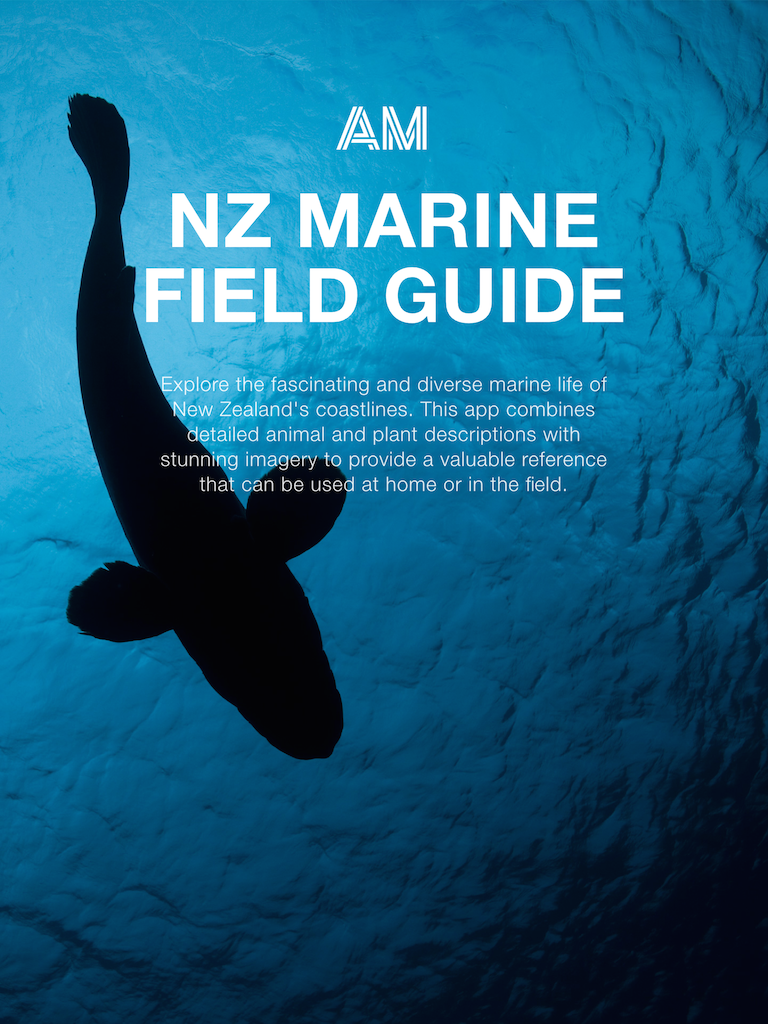 AM
NZ MARINE
FIELD GUIDE
Explore the fascinating and diverse marine life of
New Zealand's coastlines. This app combines
detailed animal and plant descriptions with
stunning imagery to provide a valuable reference
that can be used at home or in the field.